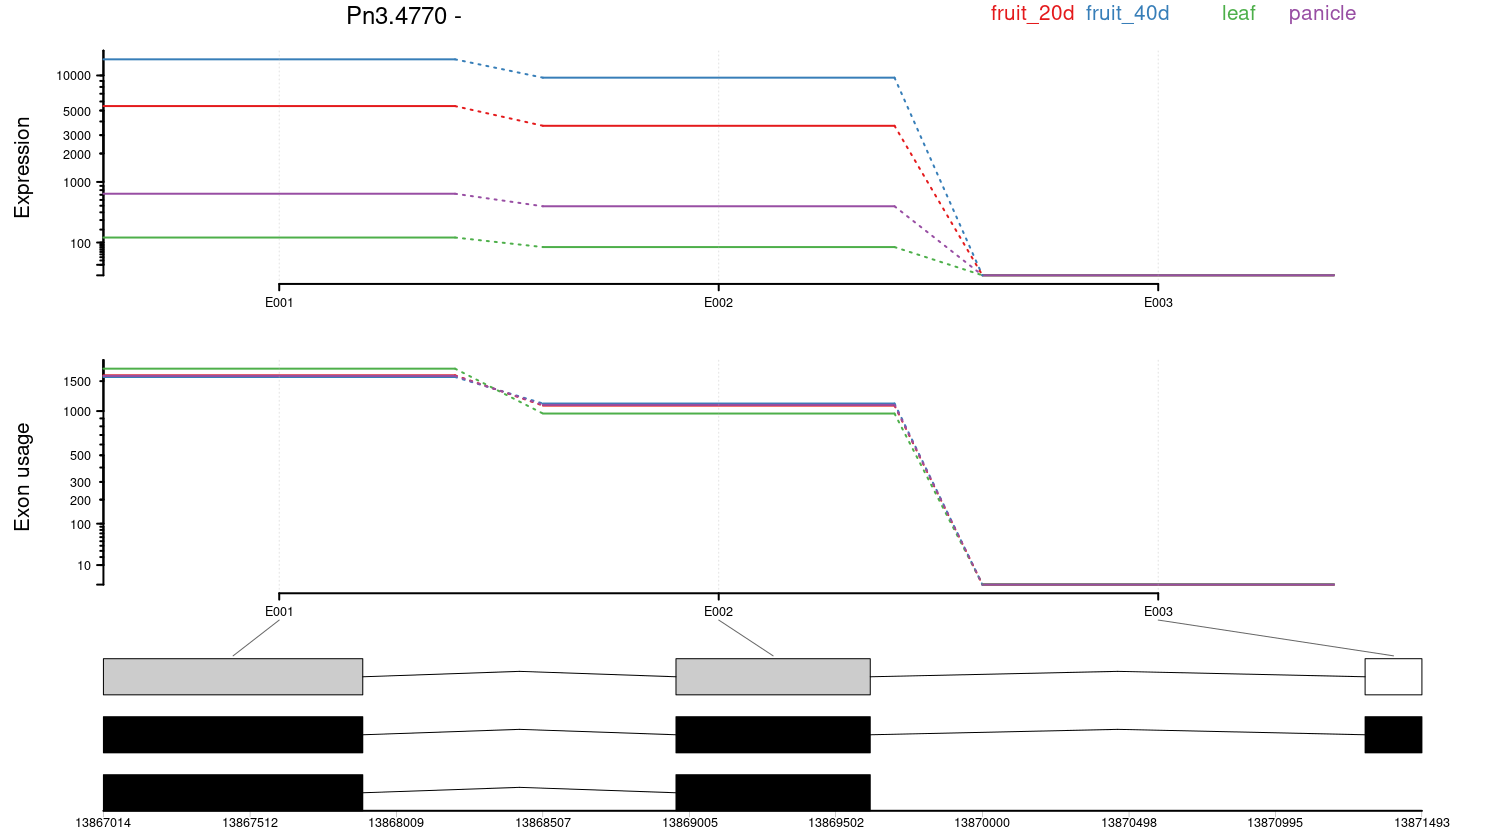 Pn3.4770 - fruit_20d fruit_40d leaf panicle
Expression
10000
5000
3000
2000
1000
100
E001 E002 E003
Exon usage
1500
1000
500
300
200
100
10
E001 E002 E003
13867014 13867512 13868009 13868507 13869005 13869502 13870000 13870498 13870995 13871493